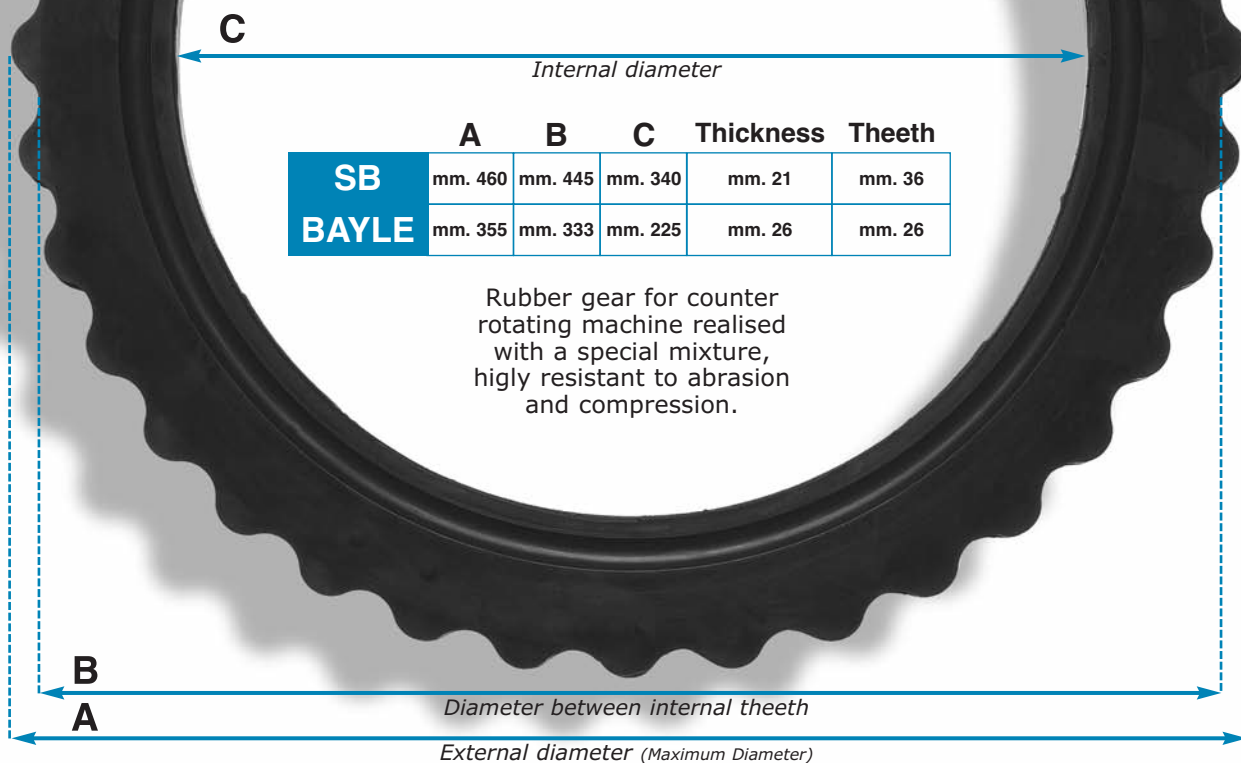 C
Internal diameter
A B C Thickness Theeth
SB mm. 460 mm. 445 mm. 340 mm. 21 mm. 36
BAYLE mm. 355 mm. 333 mm. 225 mm. 26 mm. 26
Rubber gear for counter
rotating machine realised
with a special mixture,
higly resistant to abrasion
and compression.
B
Diameter between internal theeth
A
External diameter (Maximum Diameter)